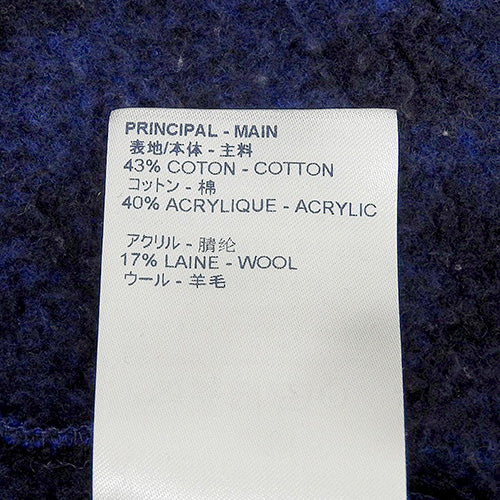 PRINCIPAL - MAIN
表地/本体 - 主料
43% COTON - COTTON
コットン - 棉
40% ACRYLIQUE - ACRYLIC
アクリル - 腈纶
17% LAINE - WOOL
ウール - 羊毛